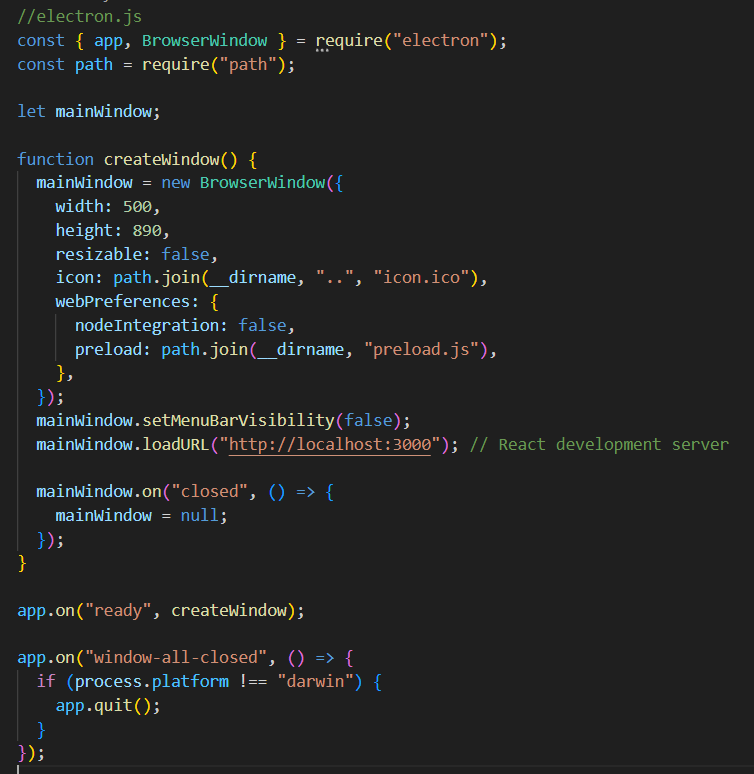 //electron.js
const { app, BrowserWindow } = require("electron");
const path = require("path");

let mainWindow;

function createWindow() {
  mainWindow = new BrowserWindow({
    width: 500,
    height: 890,
    resizable: false,
    icon: path.join(__dirname, "..", "icon.ico"),
    webPreferences: {
      nodeIntegration: false,
      preload: path.join(__dirname, "preload.js"),
    },
  });
  mainWindow.setMenuBarVisibility(false);
  mainWindow.loadURL("http://localhost:3000"); // React development server

  mainWindow.on("closed", () => {
    mainWindow = null;
  });
}

app.on("ready", createWindow);

app.on("window-all-closed", () => {
  if (process.platform !== "darwin") {
    app.quit();
  }
});